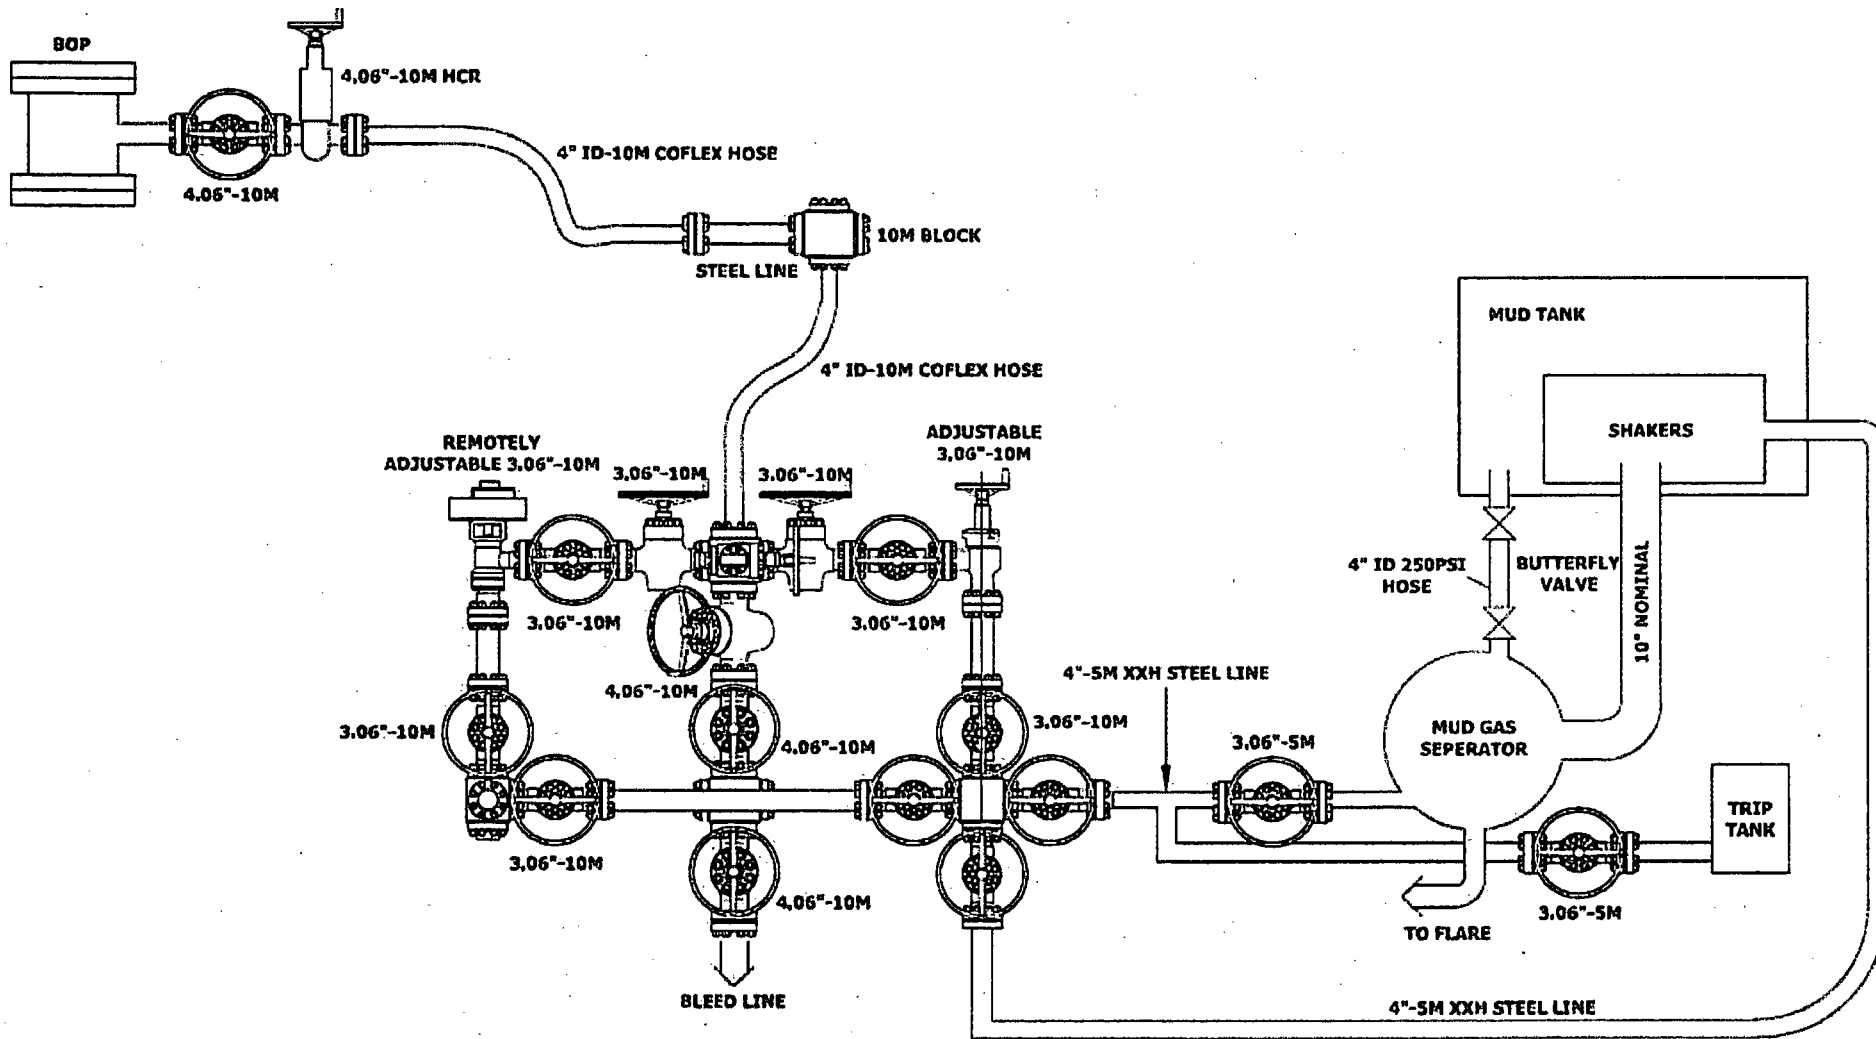 BOP
4.06"-10M HCR
4.06"-10M
4" ID-10M COFLEX HOSE
10M BLOCK
STEEL LINE
4" ID-10M COFLEX HOSE
MUD TANK
SHAKERS
REMOTELY
ADJUSTABLE 3.06"-10M
3.06"-10M
3.06"-10M
ADJUSTABLE
3.06"-10M
4" ID 250PSI
HOSE
BUTTERFLY
VALVE
10" NOMINAL
3.06"-10M
3.06"-10M
4.06"-10M
4"-5M XXH STEEL LINE
3.06"-10M
4.06"-10M
3.06"-10M
3.06"-5M
MUD GAS
SEPERATOR
TRIP
TANK
3.06"-10M
4.06"-10M
3.06"-5M
TO FLARE
BLEED LINE
4"-5M XXH STEEL LINE